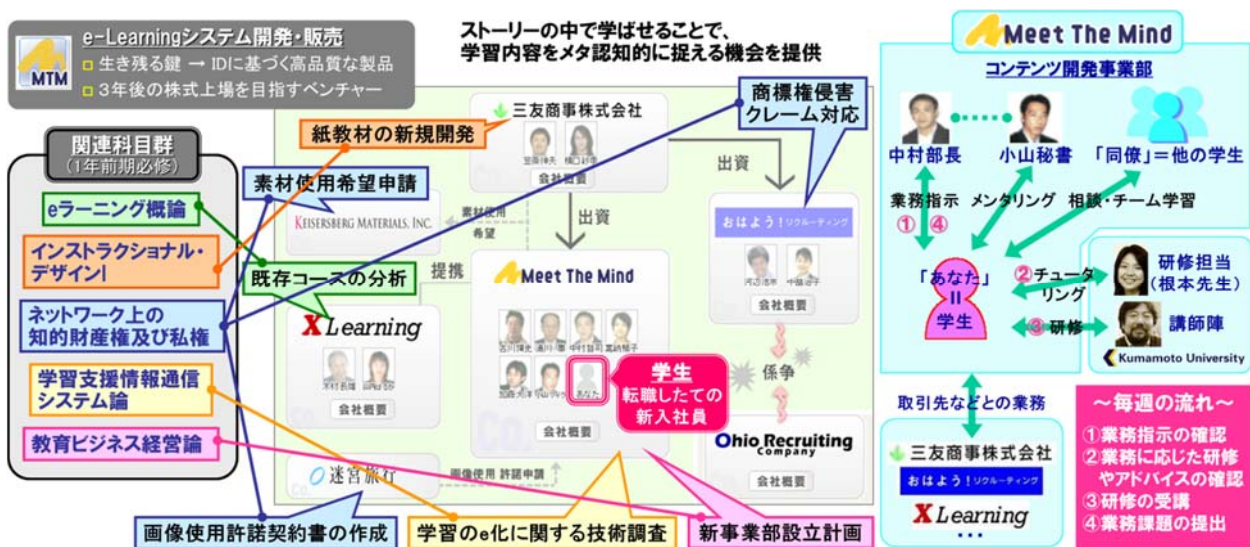 e-Learningシステム開発・販売
生き残る鍵 → IDに基づく高品質な製品
3年後の株式上場を目指すベンチャー
MTM
ストーリーの中で学ばせることで、
学習内容をメタ認知的に捉える機会を提供
関連科目群
(1年前期必修)
eラーニング概論
インストラクショナル・
デザインI
ネットワーク上の
知的財産権及び私権
学習支援情報通信
システム論
教育ビジネス経営論
紙教材の新規開発
素材使用希望申請
既存コースの分析
商標権侵害
クレーム対応
三友商事株式会社
会社概要
出資
出資
KEISERSBERG MATERIALS, INC.
素材使用
希望
提携
おはよう!リクルーティング
会社概要
Meet The Mind
X Learning
会社概要
中村智司
あなた
会社概要
学生
転職したての
新入社員
係争
Ohio Recruiting
Company
会社概要
迷宮旅行
画像使用 許諾申請
画像使用許諾契約書の作成
学習のe化に関する技術調査
新事業部設立計画
Meet The Mind
コンテンツ開発事業部
中村部長
小山秘書
「同僚」=他の学生
業務指示
① ④
メンタリング
相談・チーム学習
「あなた」
||
学生
②チュータ
リング
研修担当
(根本先生)
③研修
講師陣
Kumamoto University
取引先などとの業務
三友商事株式会社
おはよう!リクルーティング
X Learning
・・・
~毎週の流れ~
①業務指示の確認
②業務に応じた研修
やアドバイスの確認
③研修の受講
④業務課題の提出